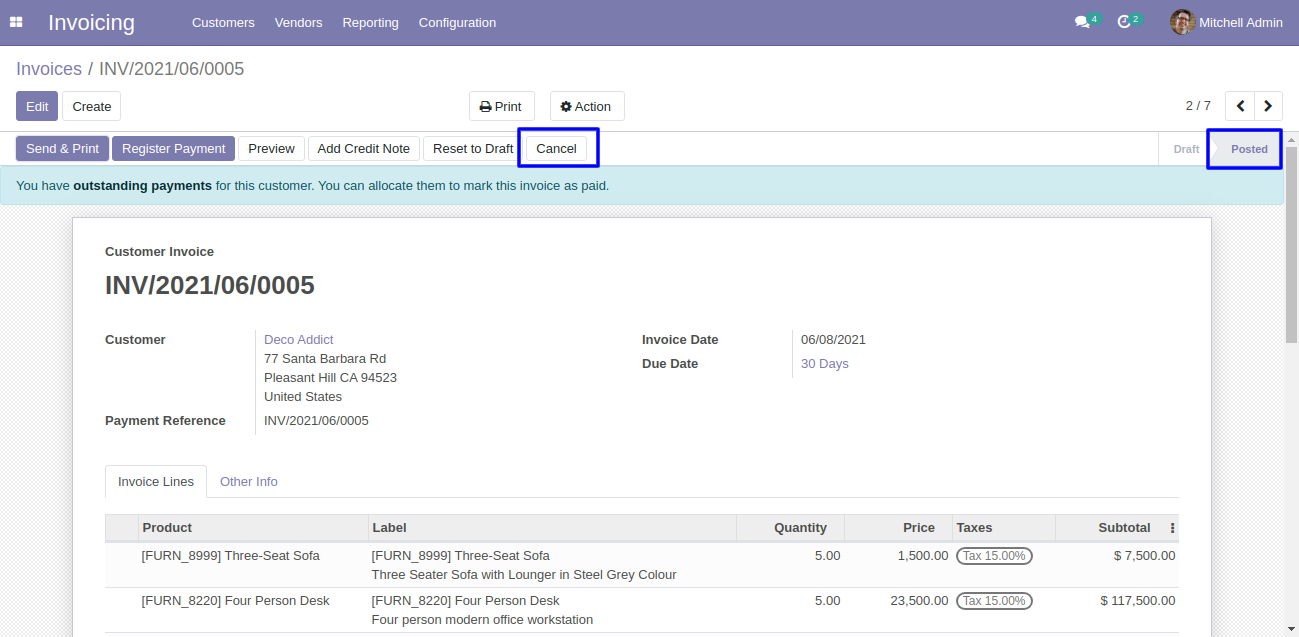 Invoicing Customers Vendors Reporting Configuration 4 2 Mitchell Admin
Invoices / INV/2021/06/0005
Edit Create Print Action 2 / 7
Send & Print Register Payment Preview Add Credit Note Reset to Draft Cancel Draft Posted
You have outstanding payments for this customer. You can allocate them to mark this invoice as paid.
Customer Invoice
INV/2021/06/0005
Customer Deco Addict Invoice Date 06/08/2021
77 Santa Barbara Rd Due Date 30 Days
Pleasant Hill CA 94523
United States
Payment Reference INV/2021/06/0005
Invoice Lines Other Info
Product Label Quantity Price Taxes Subtotal
[FURN_8999] Three-Seat Sofa [FURN_8999] Three-Seat Sofa 5.00 1,500.00 Tax 15.00% $ 7,500.00
Three Seater Sofa with Lounger in Steel Grey Colour
[FURN_8220] Four Person Desk [FURN_8220] Four Person Desk 5.00 23,500.00 Tax 15.00% $ 117,500.00
Four person modern office workstation